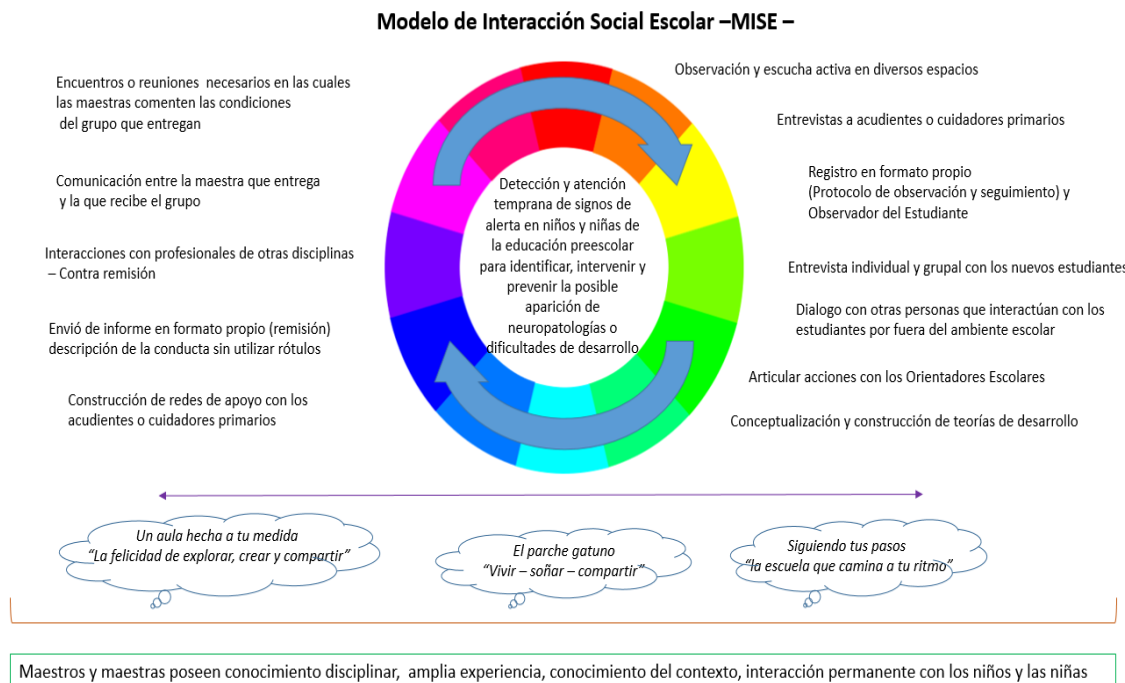 Modelo de Interacción Social Escolar –MISE –
Encuentros o reuniones necesarios en las cuales
las maestras comenten las condiciones
del grupo que entregan
Comunicación entre la maestra que entrega
y la que recibe el grupo
Interacciones con profesionales de otras disciplinas
– Contra remisión
Envió de informe en formato propio (remisión)
descripción de la conducta sin utilizar rótulos
Construcción de redes de apoyo con los
acudientes o cuidadores primarios
Detección y atención
temprana de signos de
alerta en niños y niñas de
la educación preescolar
para identificar, intervenir y
prevenir la posible
aparición de
neuropatologías o
dificultades de desarrollo
Observación y escucha activa en diversos espacios
Entrevistas a acudientes o cuidadores primarios
Registro en formato propio
(Protocolo de observación y seguimiento) y
Observador del Estudiante
Entrevista individual y grupal con los nuevos estudiantes
Dialogo con otras personas que interactúan con los
estudiantes por fuera del ambiente escolar
Articular acciones con los Orientadores Escolares
Conceptualización y construcción de teorías de desarrollo
Un aula hecha a tu medida
“La felicidad de explorar, crear y compartir”
El parche gatuno
“Vivir – soñar – compartir”
Siguiendo tus pasos
“la escuela que camina a tu ritmo”
Maestros y maestras poseen conocimiento disciplinar, amplia experiencia, conocimiento del contexto, interacción permanente con los niños y las niñas